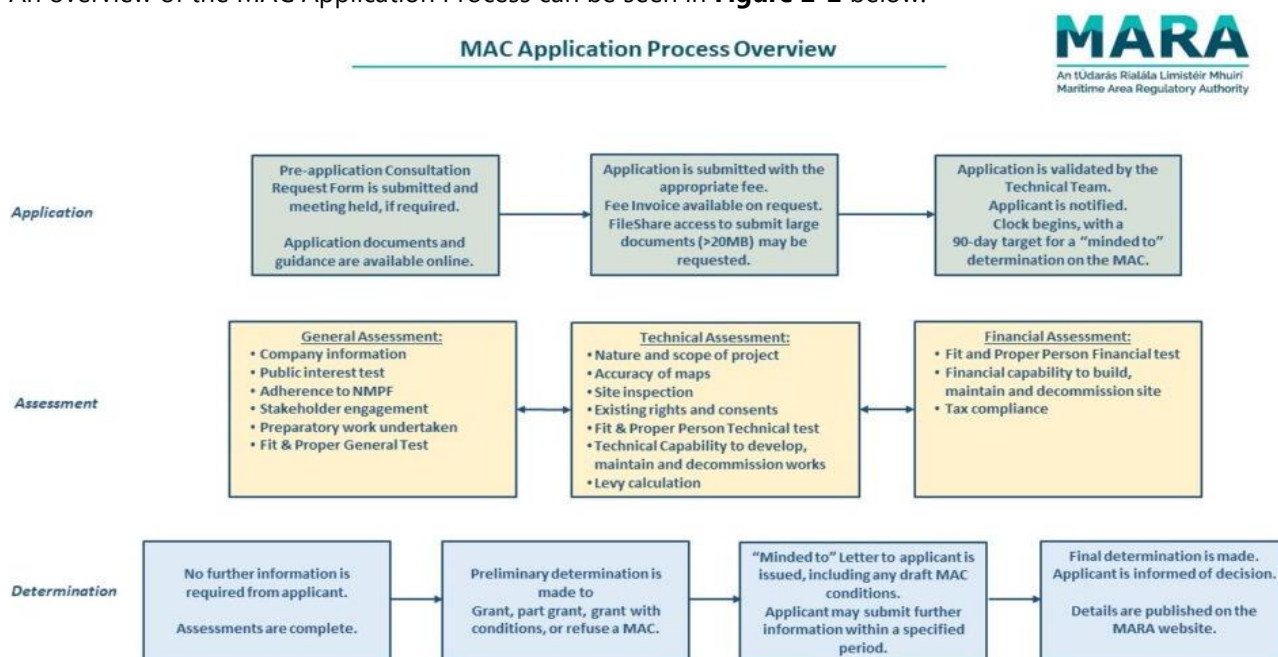 An overview of the MAC Application Process can be seen in Figure 2-2 below.
MAC Application Process Overview
MARA
An tÚdarás Rialála Limistéir Mhuirí
Maritime Area Regulatory Authority
Application
Pre-application Consultation
Request Form is submitted and
meeting held, if required.
Application documents and
guidance are available online.
Application is submitted with the
appropriate fee.
Fee Invoice available on request.
FileShare access to submit large
documents (>20MB) may be
requested.
Application is validated by the
Technical Team.
Applicant is notified.
Clock begins, with a
90-day target for a “minded to”
determination on the MAC.
Assessment
General Assessment:
• Company information
• Public interest test
• Adherence to NMPF
• Stakeholder engagement
• Preparatory work undertaken
• Fit & Proper General Test
Technical Assessment:
• Nature and scope of project
• Accuracy of maps
• Site inspection
• Existing rights and consents
• Fit & Proper Person Technical test
• Technical Capability to develop,
maintain and decommission works
• Levy calculation
Financial Assessment:
• Fit and Proper Person Financial test
• Financial capability to build,
maintain and decommission site
• Tax compliance
Determination
No further information is
required from applicant.
Assessments are complete.
Preliminary determination is
made to
Grant, part grant, grant with
conditions, or refuse a MAC.
“Minded to” Letter to applicant is
issued, including any draft MAC
conditions.
Applicant may submit further
information within a specified
period.
Final determination is made.
Applicant is informed of decision.
Details are published on the
MARA website.